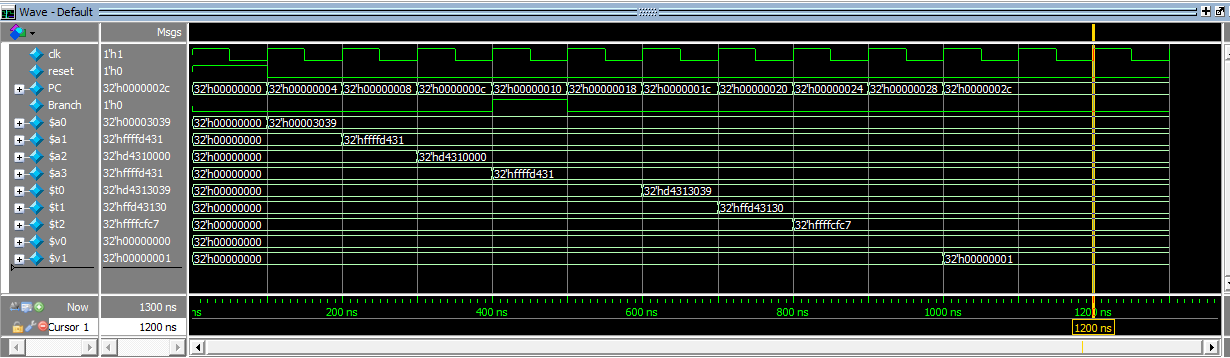 Wave - Default
Msgs
clk 1'h1
reset 1'h0
PC 32'h0000002c 32'h00000000 32'h00000004 32'h00000008 32'h0000000c 32'h00000010 32'h00000018 32'h0000001c 32'h00000020 32'h00000024 32'h00000028 32'h0000002c
Branch 1'h0
$a0 32'h00003039 32'h00000000 32'h00003039
$a1 32'hffffd431 32'h00000000 32'hffffd431
$a2 32'hd4310000 32'h00000000 32'hd4310000
$a3 32'hffffd431 32'h00000000 32'hffffd431
$t0 32'hd4313039 32'h00000000 32'hd4313039
$t1 32'hffd43130 32'h00000000 32'hffd43130
$t2 32'hffffcfc7 32'h00000000 32'hffffcfc7
$v0 32'h00000000 32'h00000000
$v1 32'h00000001 32'h00000000 32'h00000001
Now 1300 ns ns 200 ns 400 ns 600 ns 800 ns 1000 ns 1200 ns
Cursor 1 1200 ns 1200 ns